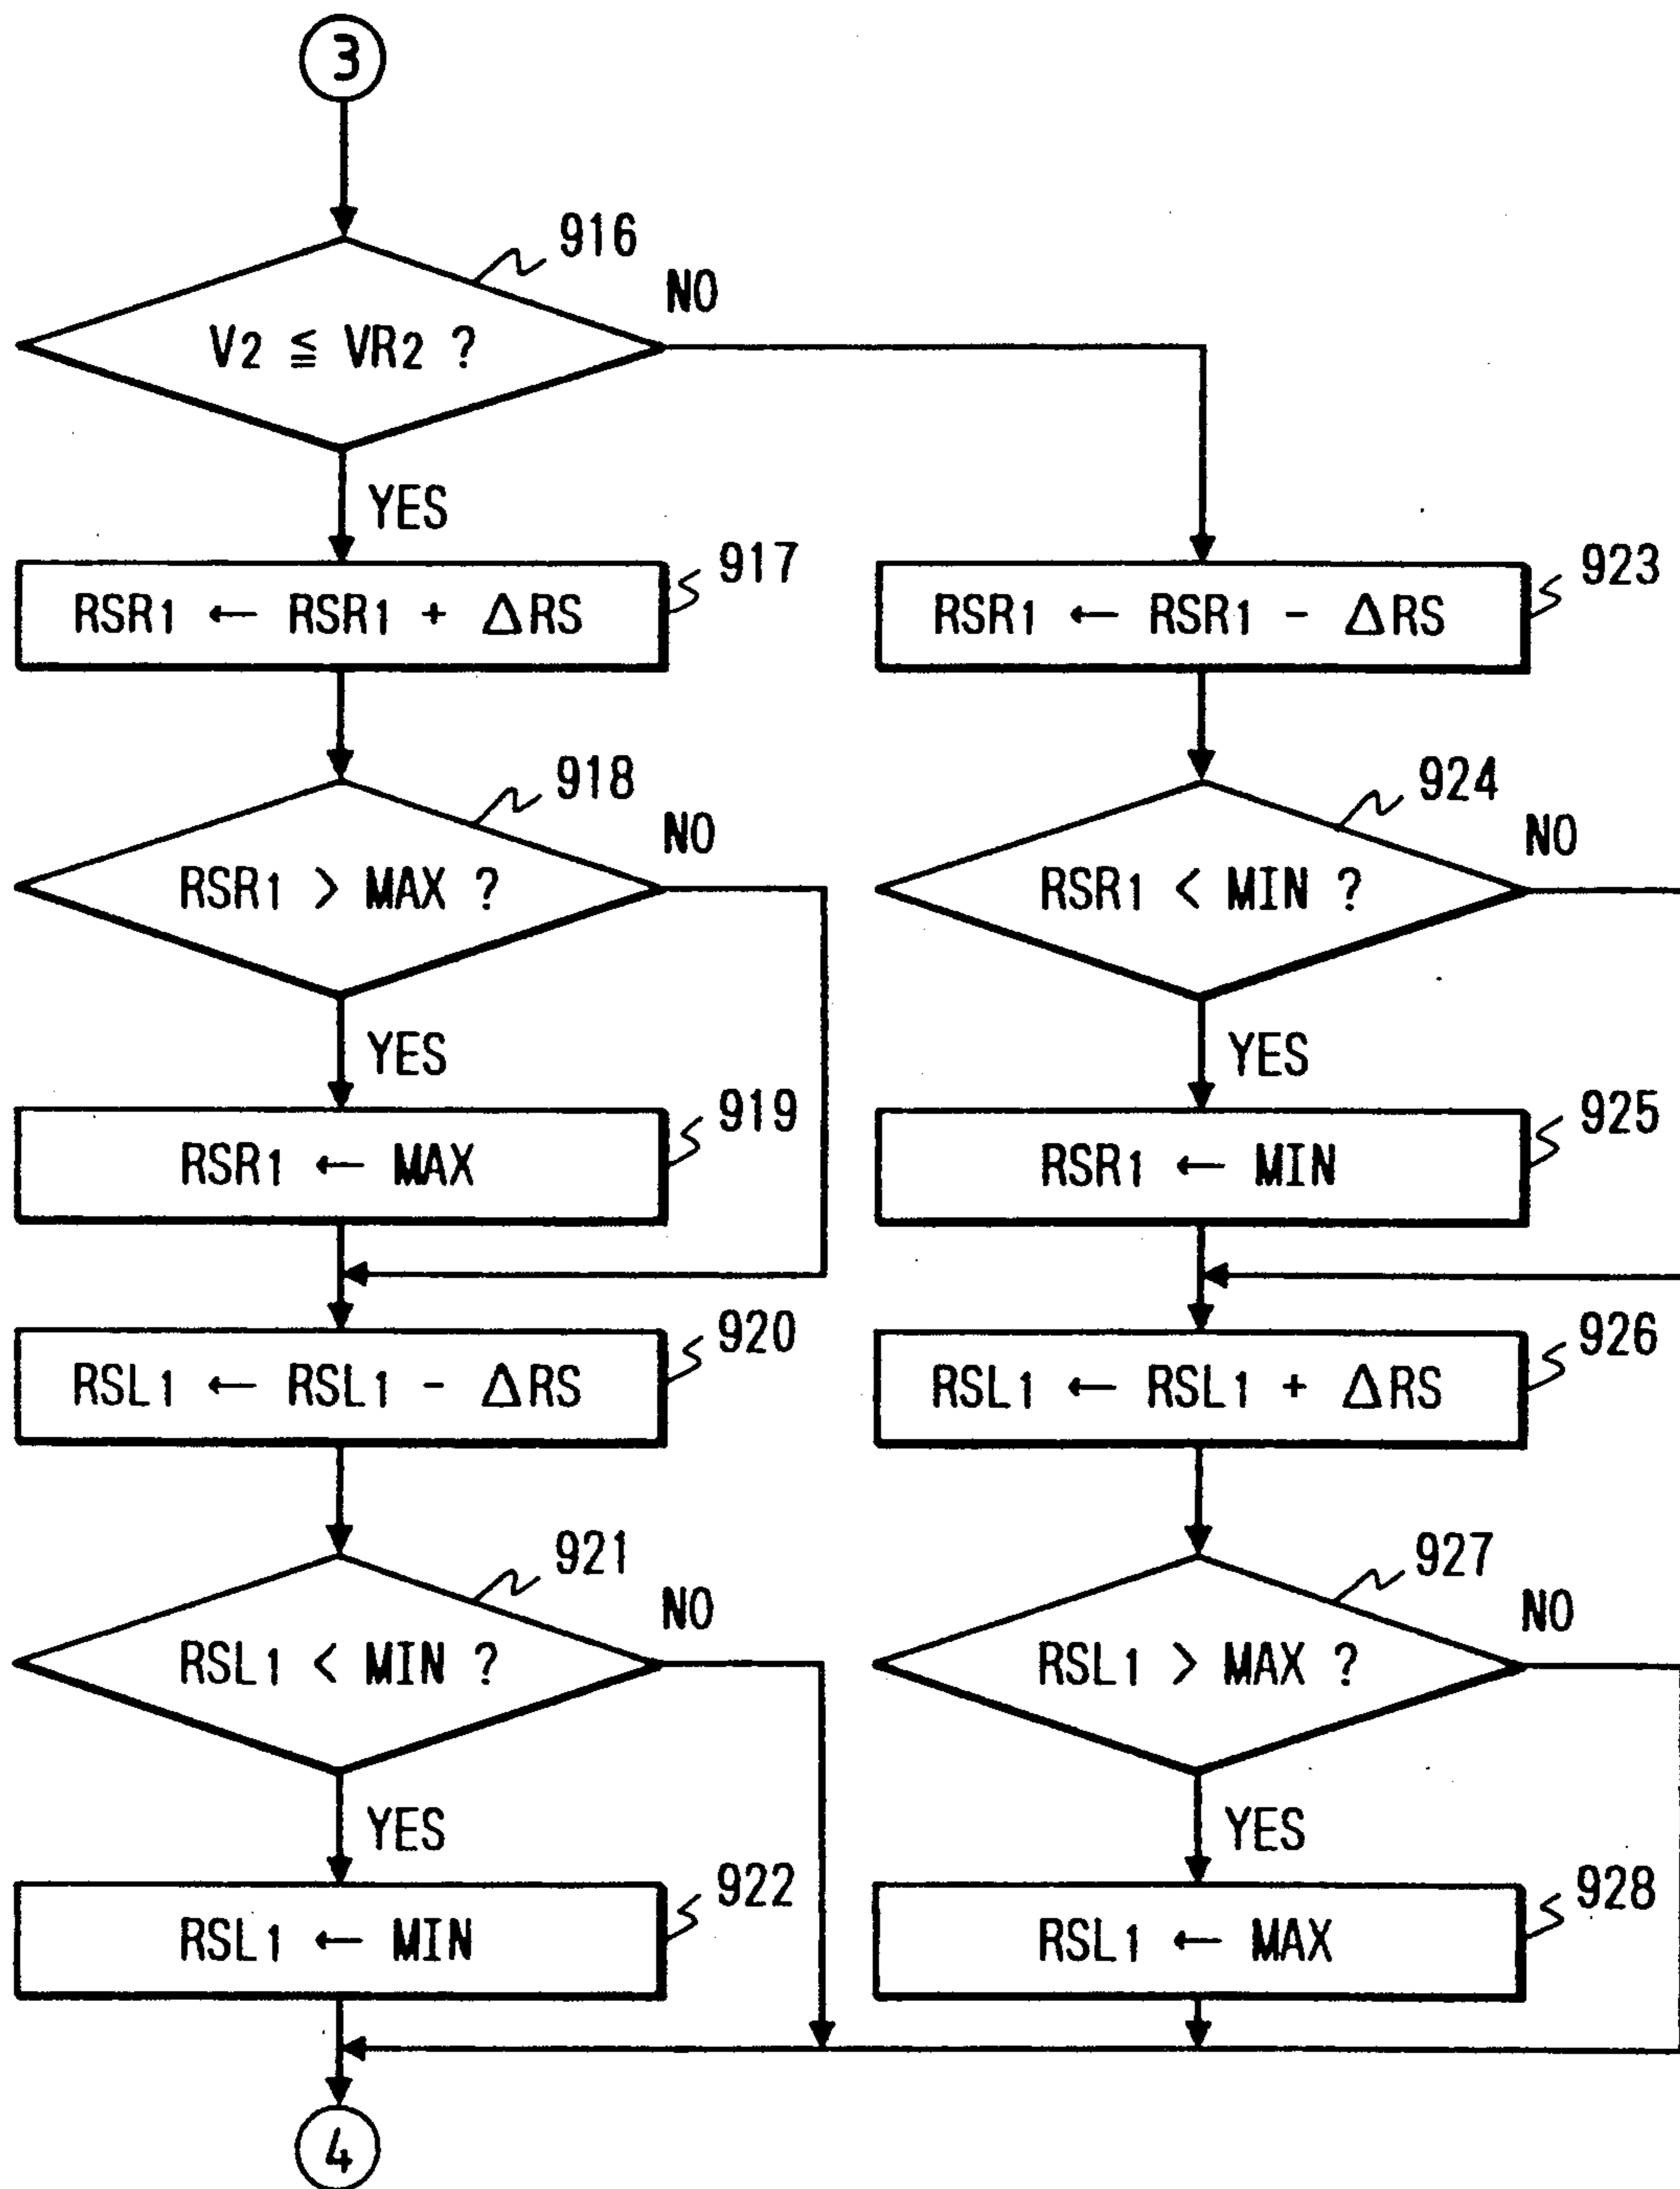 3
916
V2 ≦ VR2 ?
NO
YES
917
RSR1 ← RSR1 + ΔRS
918
RSR1 > MAX ?
NO
YES
919
RSR1 ← MAX
920
RSL1 ← RSL1 - ΔRS
921
RSL1 < MIN ?
NO
YES
922
RSL1 ← MIN
923
RSR1 ← RSR1 - ΔRS
924
RSR1 < MIN ?
NO
YES
925
RSR1 ← MIN
926
RSL1 ← RSL1 + ΔRS
927
RSL1 > MAX ?
NO
YES
928
RSL1 ← MAX
4